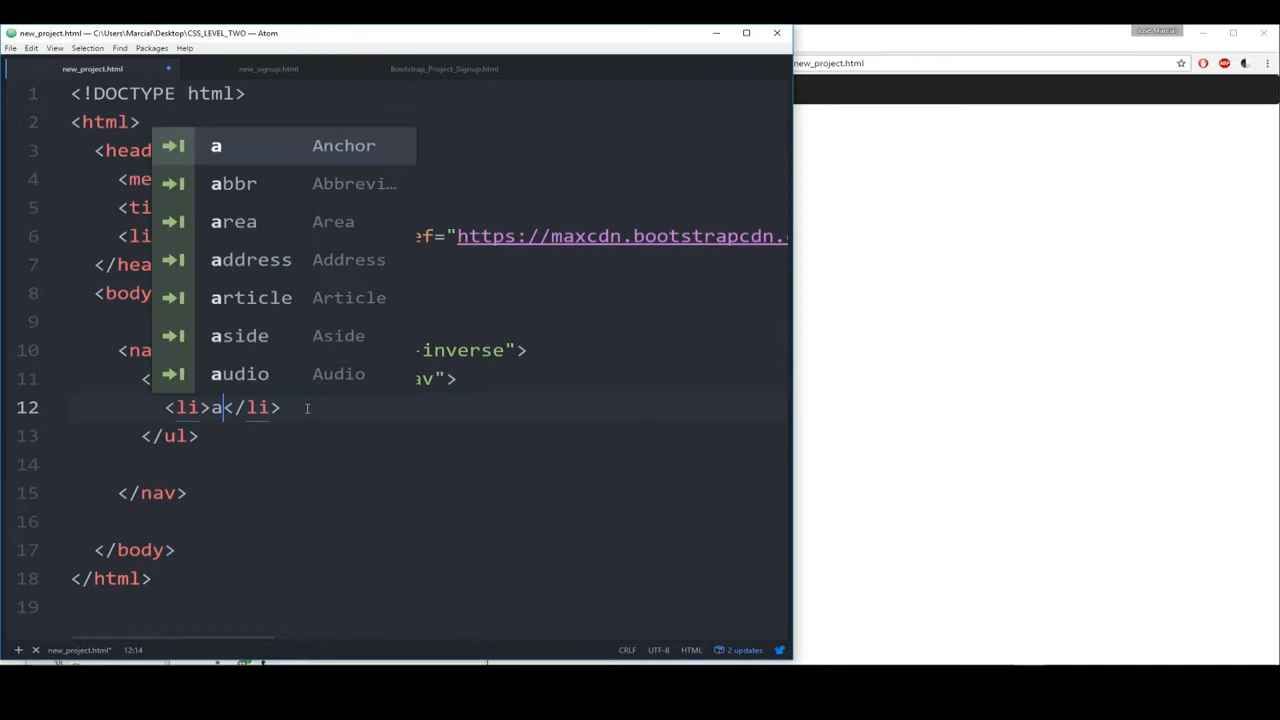 new_project.html — C:\Users\Marcial\Desktop\CSS_LEVEL_TWO — Atom
Jose Marcial
File Edit View Selection Find Packages Help
new_project.html
new_project.html new_signup.html Bootstrap_Project_Signup.html
1 <!DOCTYPE html>
2 <html>
a Anchor
3 <head
4 <me
abbr Abbrevi…
5 <ti
area Area
6 <li ef="https://maxcdn.bootstrapcdn.
7 </hea
address Address
8 <body
article Article
9
aside Aside
10 <na -inverse">
11 < av">
audio Audio
12 <li>a</li>
13 </ul>
14
15 </nav>
16
17 </body>
18 </html>
19
new_project.html* 12:14 CRLF UTF-8 HTML 2 updates